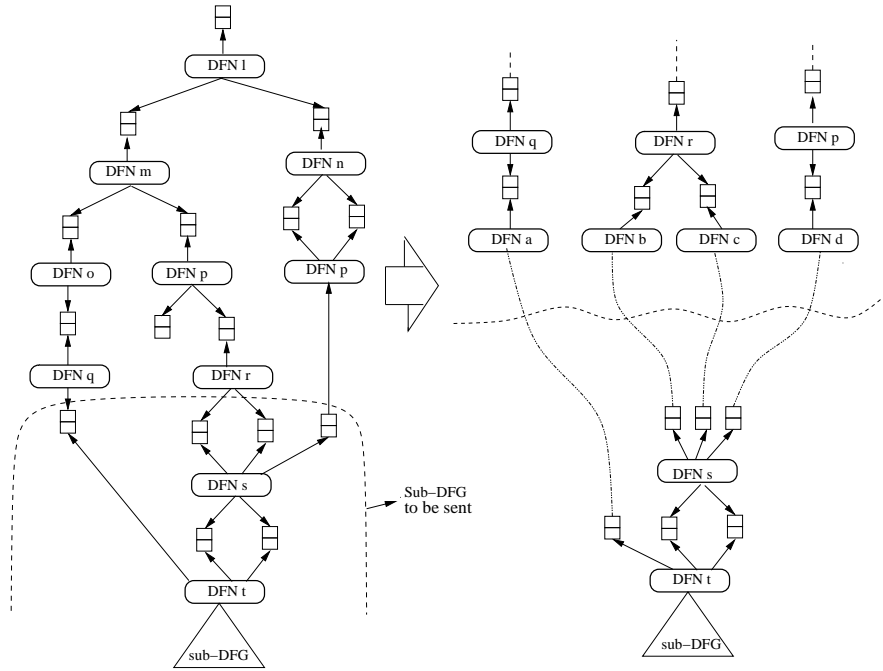 DFN l
DFN m
DFN n
DFN o
DFN p
DFN p
DFN q
DFN r
DFN s
DFN t
sub-DFG
Sub-DFG
to be sent
DFN q
DFN r
DFN p
DFN a
DFN b
DFN c
DFN d
DFN s
DFN t
sub-DFG